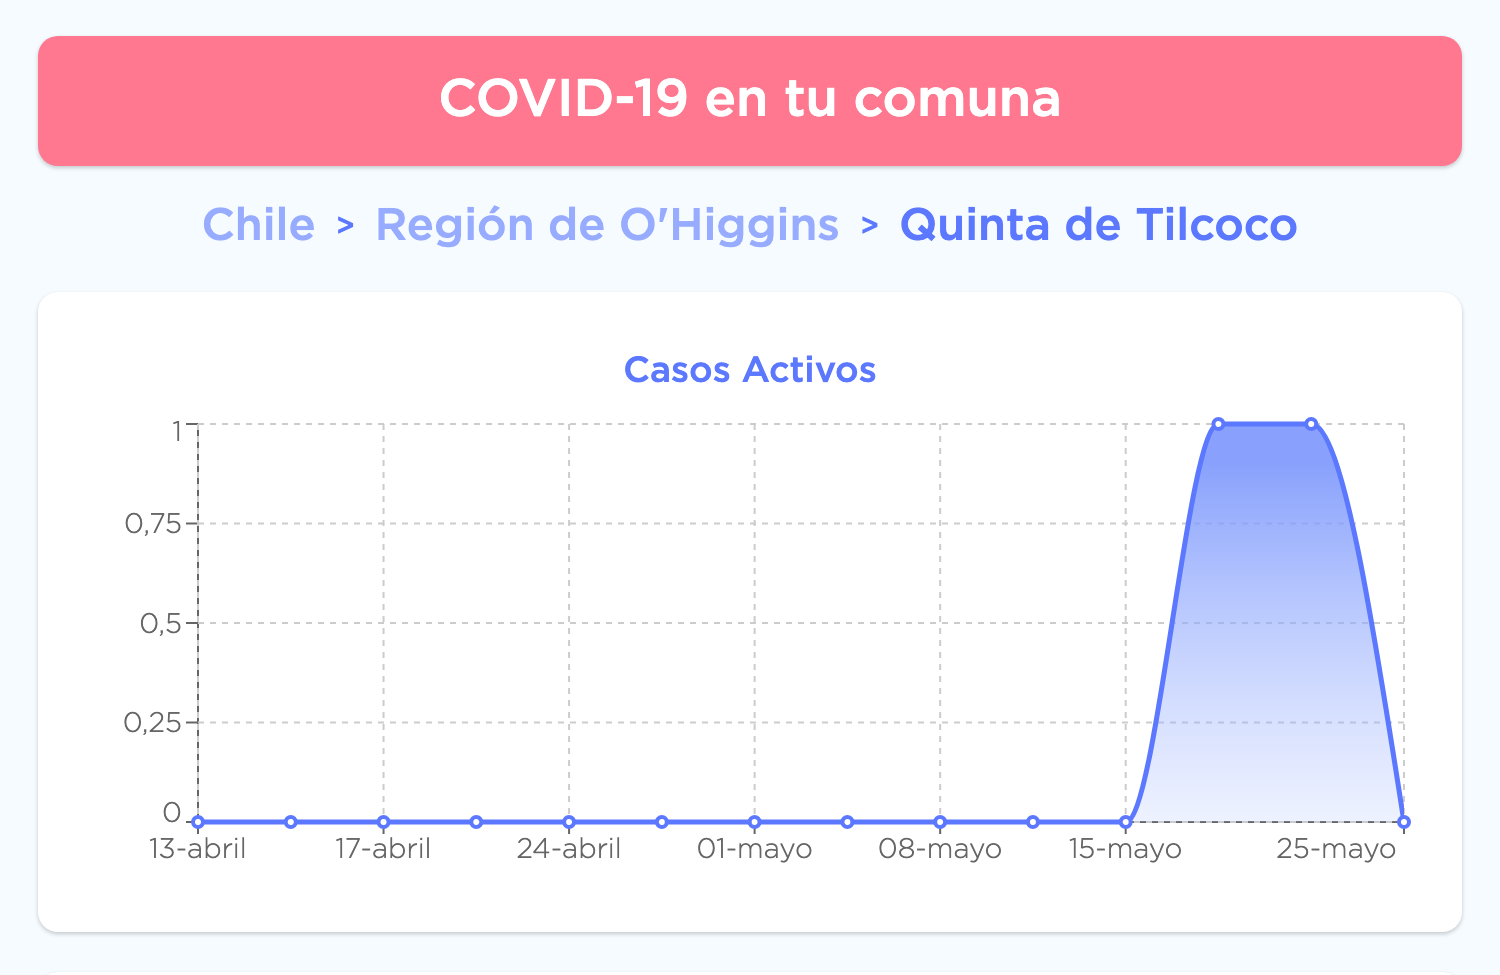 COVID-19 en tu comuna
Chile > Región de O'Higgins > Quinta de Tilcoco
Casos Activos
1
0,75
0,5
0,25
0
13-abril 17-abril 24-abril 01-mayo 08-mayo 15-mayo 25-mayo